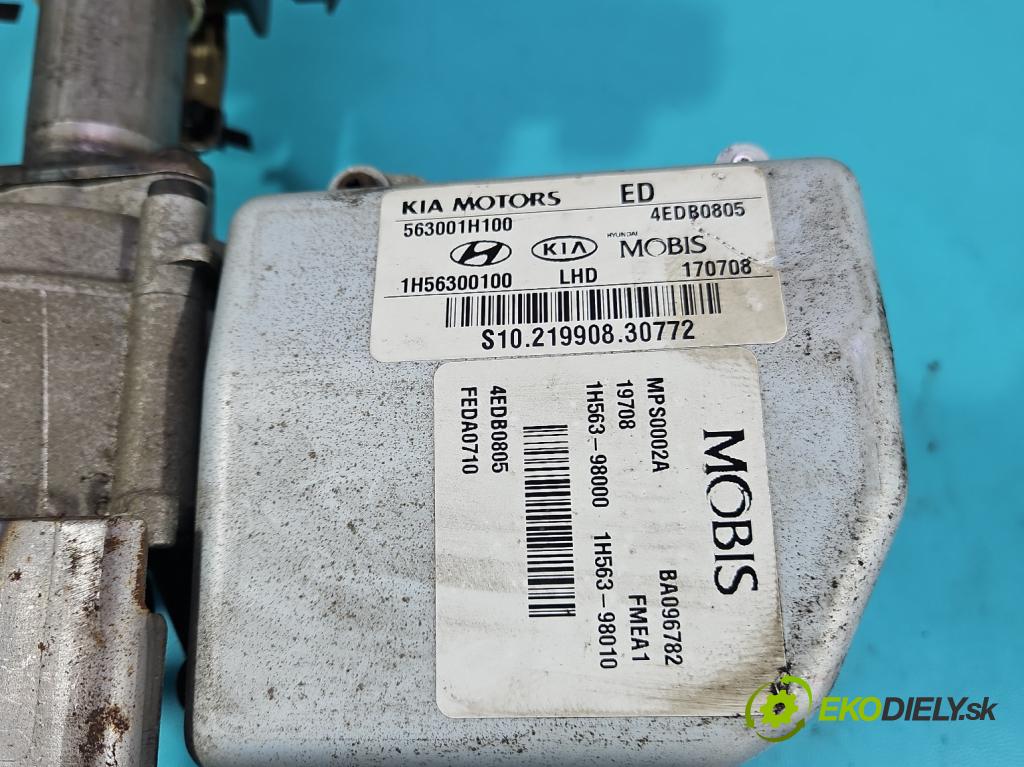 KIA MOTORS ED
563001H100 4EDB0805
KIA HYUNDAI MOBIS
1H56300100 LHD 170708
S10.219908.30772
MOBIS
MPS0002A BA096782
19708 FMEA1
1H563-98000 1H563-98010
4EDB0805
FEDA0710
EKODIELY.sk